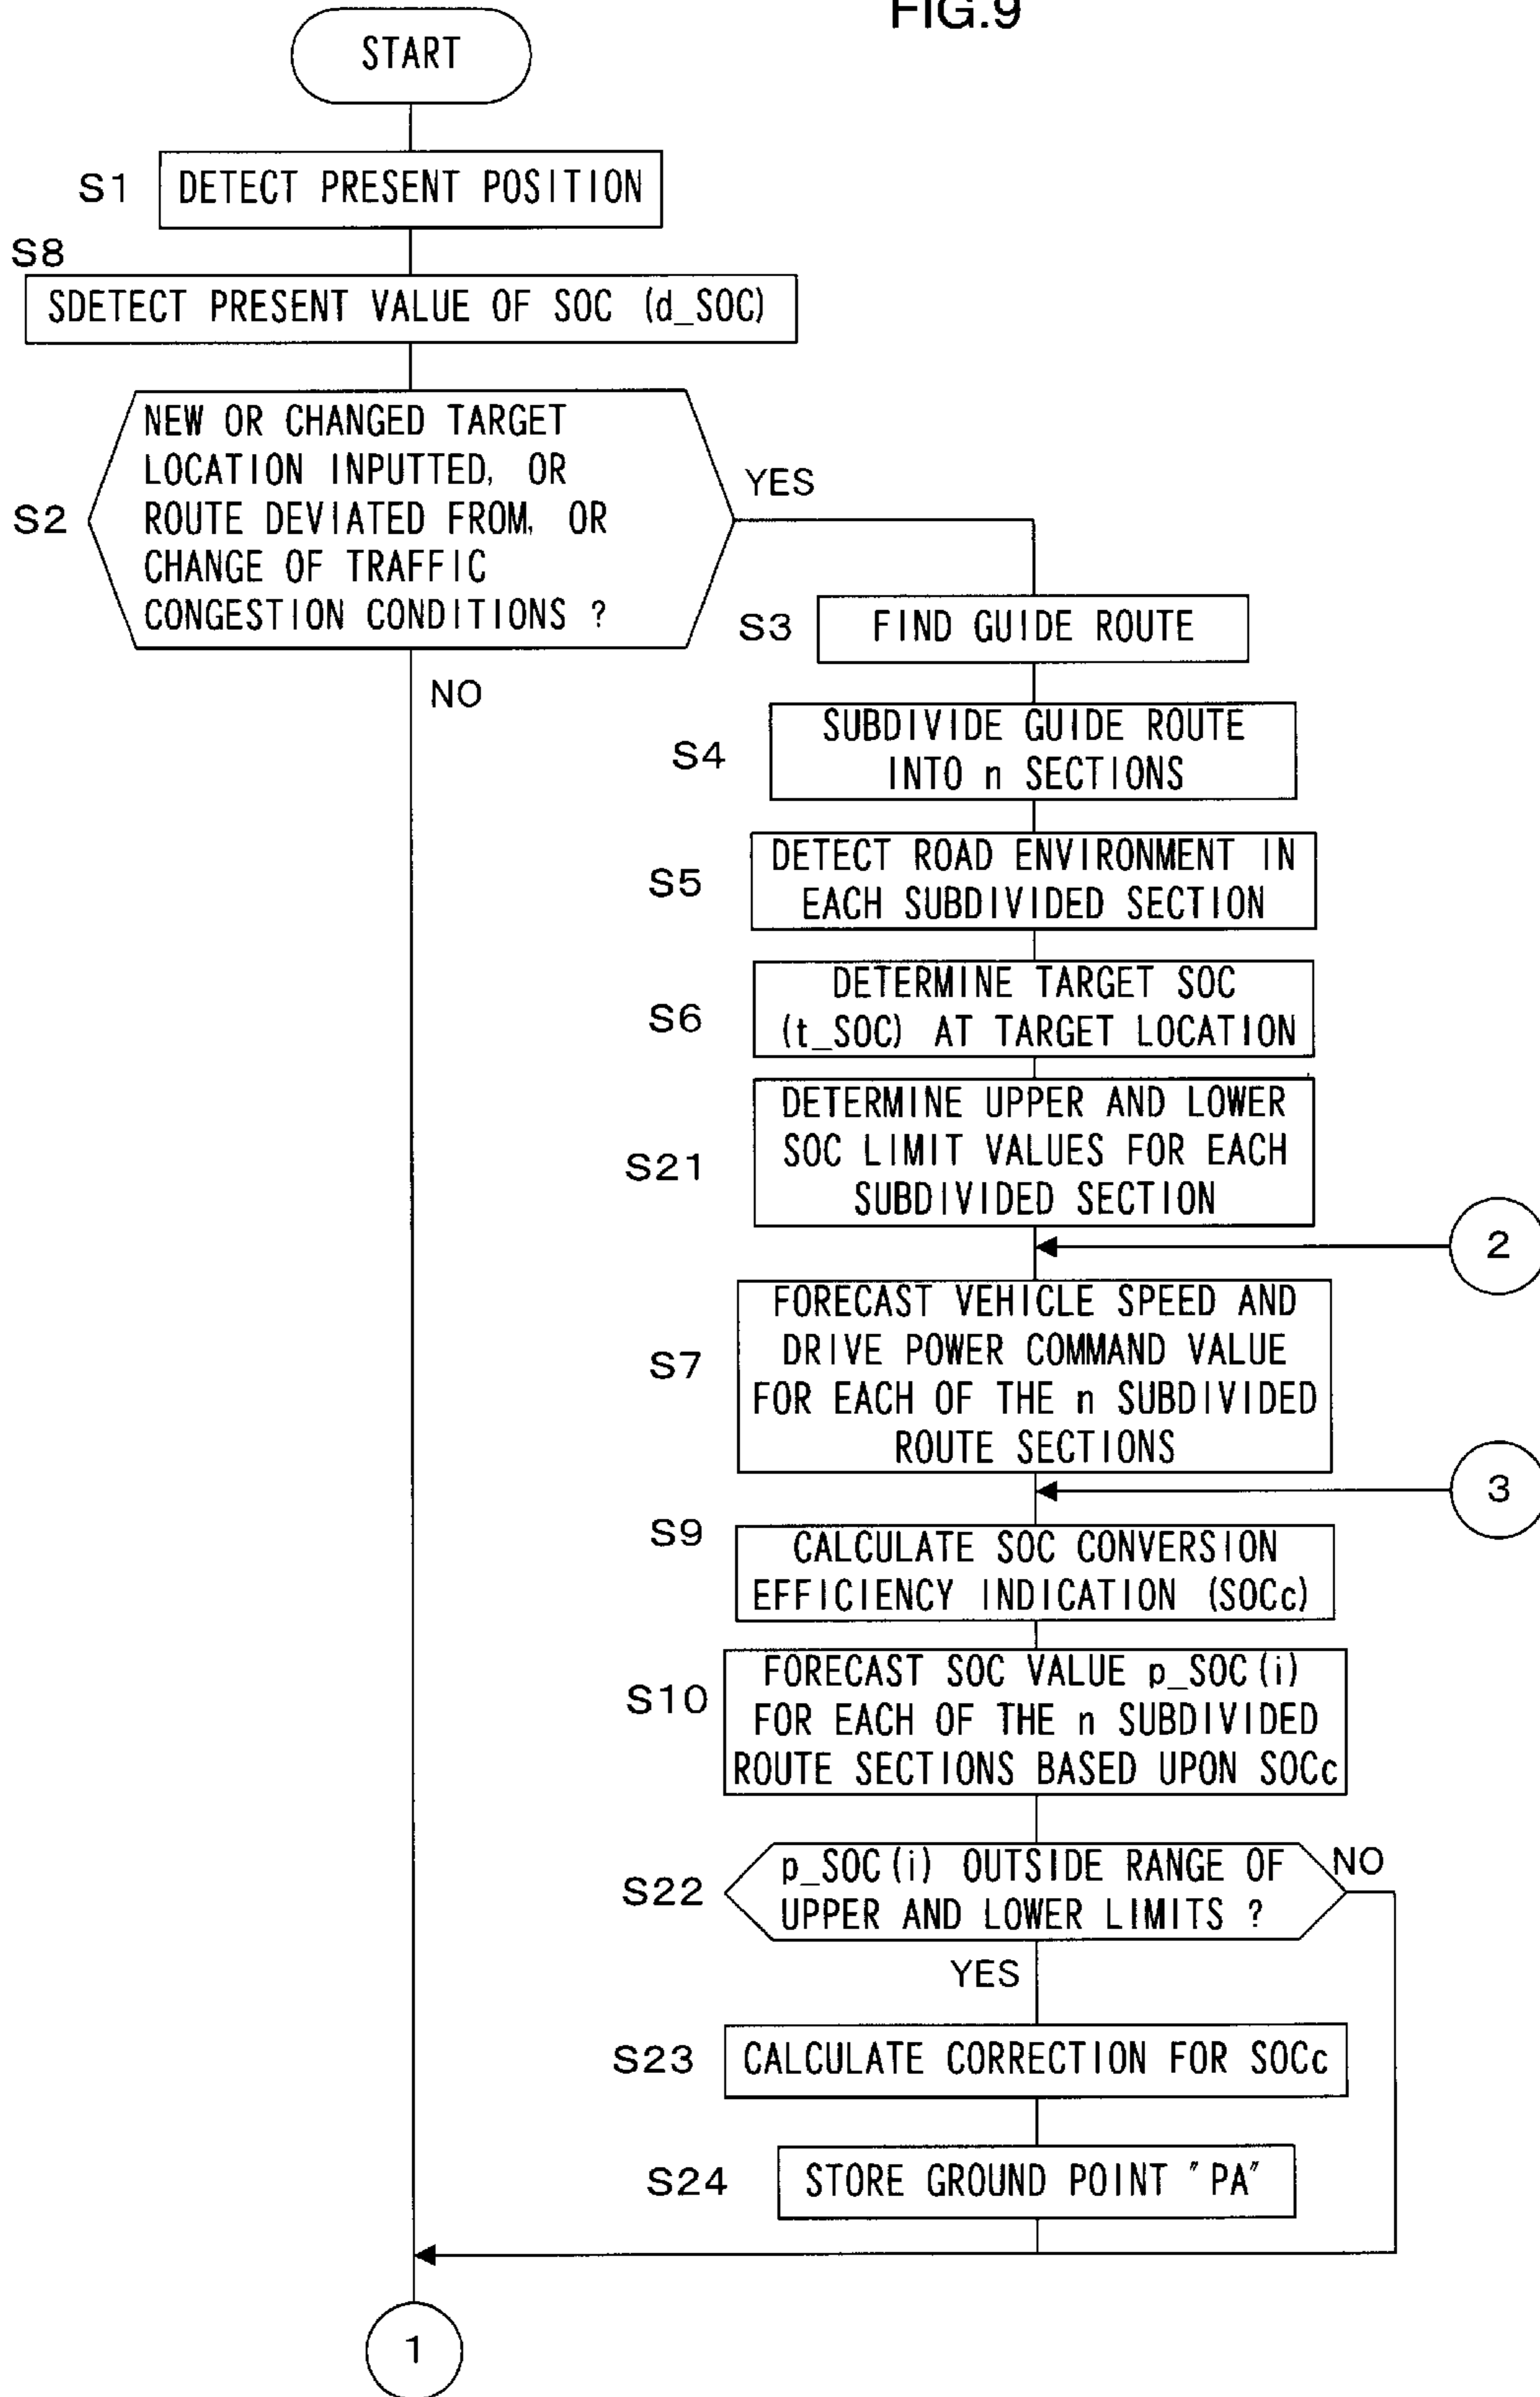 FIG.9
START
S1
DETECT PRESENT POSITION
S8
SDETECT PRESENT VALUE OF SOC (d_SOC)
S2
NEW OR CHANGED TARGET
LOCATION INPUTTED, OR
ROUTE DEVIATED FROM, OR
CHANGE OF TRAFFIC
CONGESTION CONDITIONS ?
YES
NO
S3
FIND GUIDE ROUTE
S4
SUBDIVIDE GUIDE ROUTE
INTO n SECTIONS
S5
DETECT ROAD ENVIRONMENT IN
EACH SUBDIVIDED SECTION
S6
DETERMINE TARGET SOC
(t_SOC) AT TARGET LOCATION
S21
DETERMINE UPPER AND LOWER
SOC LIMIT VALUES FOR EACH
SUBDIVIDED SECTION
2
S7
FORECAST VEHICLE SPEED AND
DRIVE POWER COMMAND VALUE
FOR EACH OF THE n SUBDIVIDED
ROUTE SECTIONS
3
S9
CALCULATE SOC CONVERSION
EFFICIENCY INDICATION (SOCc)
S10
FORECAST SOC VALUE p_SOC(i)
FOR EACH OF THE n SUBDIVIDED
ROUTE SECTIONS BASED UPON SOCc
S22
p_SOC(i) OUTSIDE RANGE OF
UPPER AND LOWER LIMITS ?
NO
YES
S23
CALCULATE CORRECTION FOR SOCc
S24
STORE GROUND POINT "PA"
1